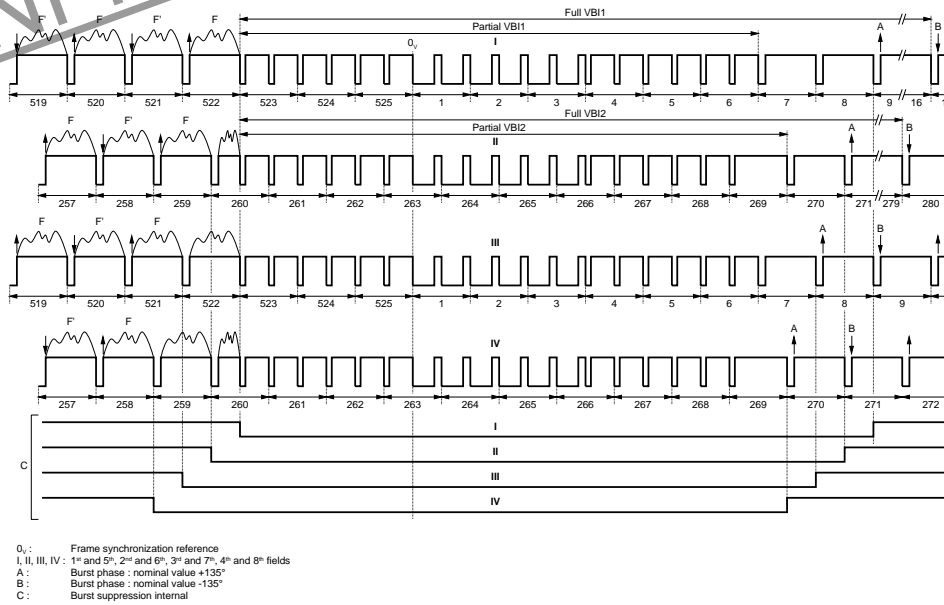 Full VBI1
F' F F' F Partial VBI1 A B
0V I
519 520 521 522 523 524 525 1 2 3 4 5 6 7 8 9 16
Full VBI2
F F' F Partial VBI2 A B
II
257 258 259 260 261 262 263 264 265 266 267 268 269 270 271 279 280
F F' F III A B
519 520 521 522 523 524 525 1 2 3 4 5 6 7 8 9
F' F IV A B
257 258 259 260 261 262 263 264 265 266 267 268 269 270 271 272
I
II
C
III
IV
0V : Frame synchronization reference
I, II, III, IV : 1st and 5th, 2nd and 6th, 3rd and 7th, 4th and 8th fields
A : Burst phase : nominal value +135°
B : Burst phase : nominal value -135°
C : Burst suppression internal